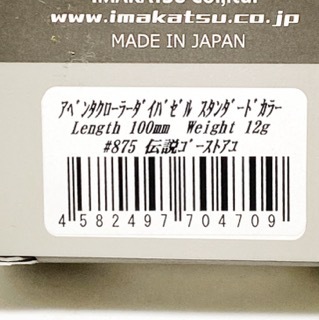 www.imakatsu.co.jp
MADE IN JAPAN
ｱﾍﾞﾝﾀｸﾛｰﾗｰﾀﾞｲﾊﾞｾﾞﾙ ｽﾀﾝﾀﾞｰﾄﾞｶﾗｰ
Length 100mm Weight 12g
#875 伝説ｺﾞｰｽﾄｱﾕ
4 582497 704709